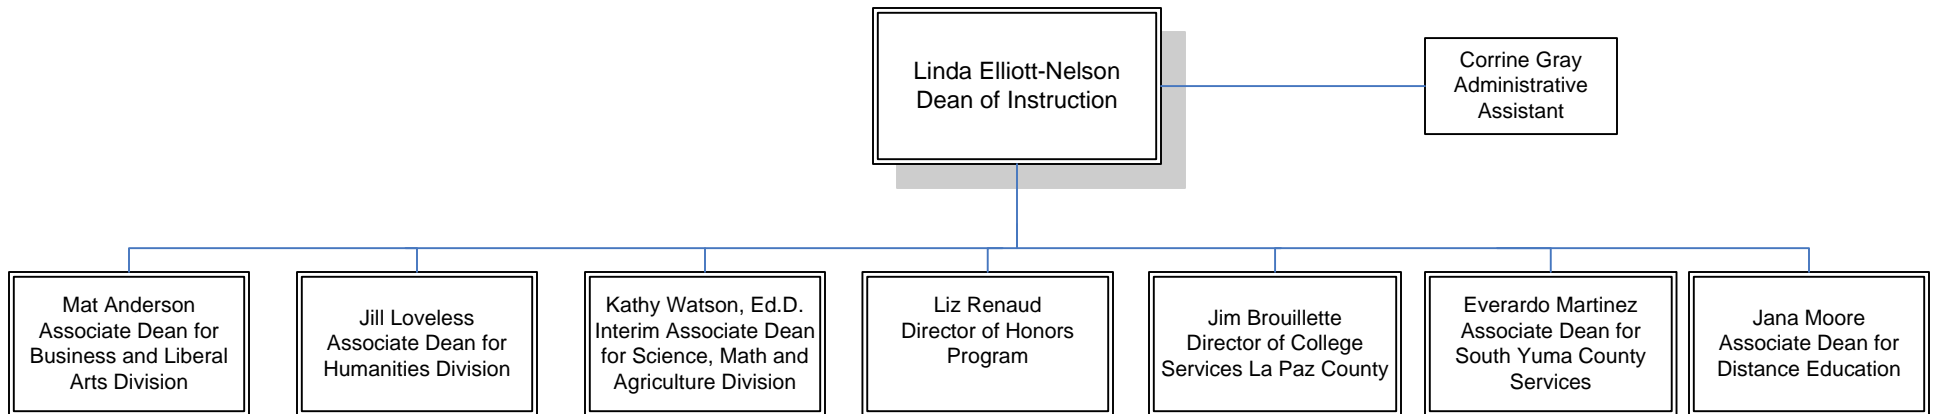 Linda Elliott-Nelson
Dean of Instruction
Corrine Gray
Administrative
Assistant
Mat Anderson
Associate Dean for
Business and Liberal
Arts Division
Jill Loveless
Associate Dean for
Humanities Division
Kathy Watson, Ed.D.
Interim Associate Dean
for Science, Math and
Agriculture Division
Liz Renaud
Director of Honors
Program
Jim Brouillette
Director of College
Services La Paz County
Everardo Martinez
Associate Dean for
South Yuma County
Services
Jana Moore
Associate Dean for
Distance Education